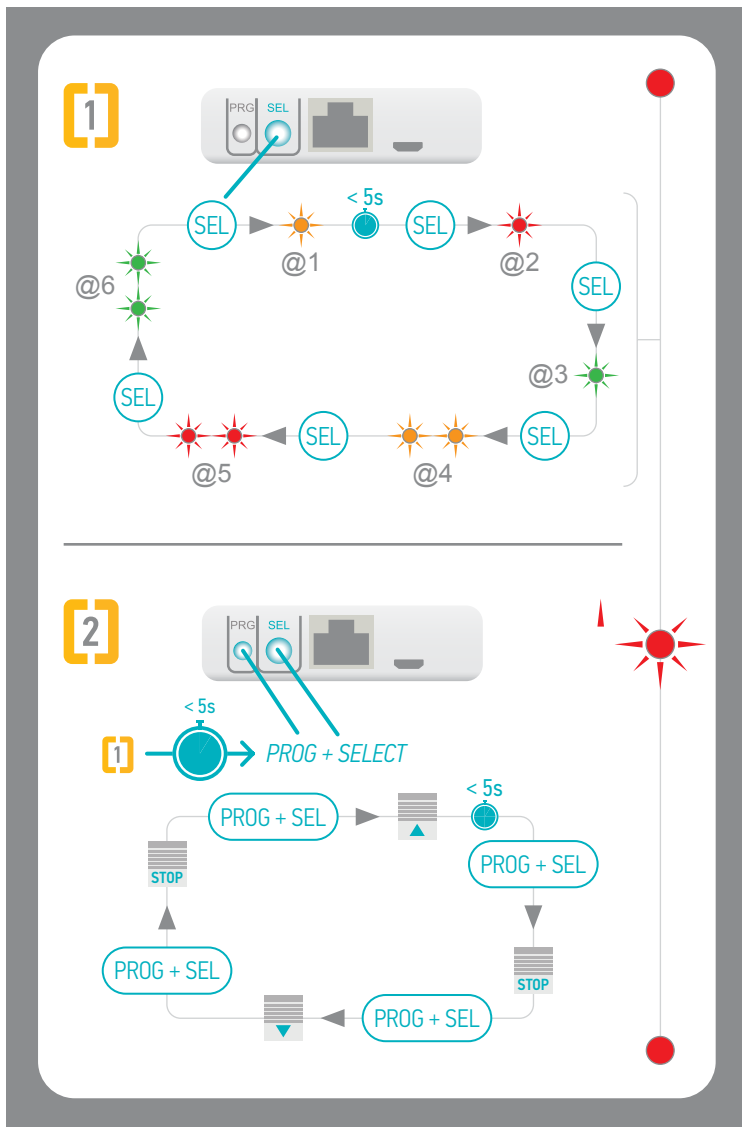 1
PRG SEL
SEL
@1
< 5s
SEL
@2
@6
SEL
@3
SEL
@5
SEL
@4
SEL
2
PRG SEL
< 5s
1
PROG + SELECT
PROG + SEL
< 5s
STOP
PROG + SEL
PROG + SEL
STOP
PROG + SEL